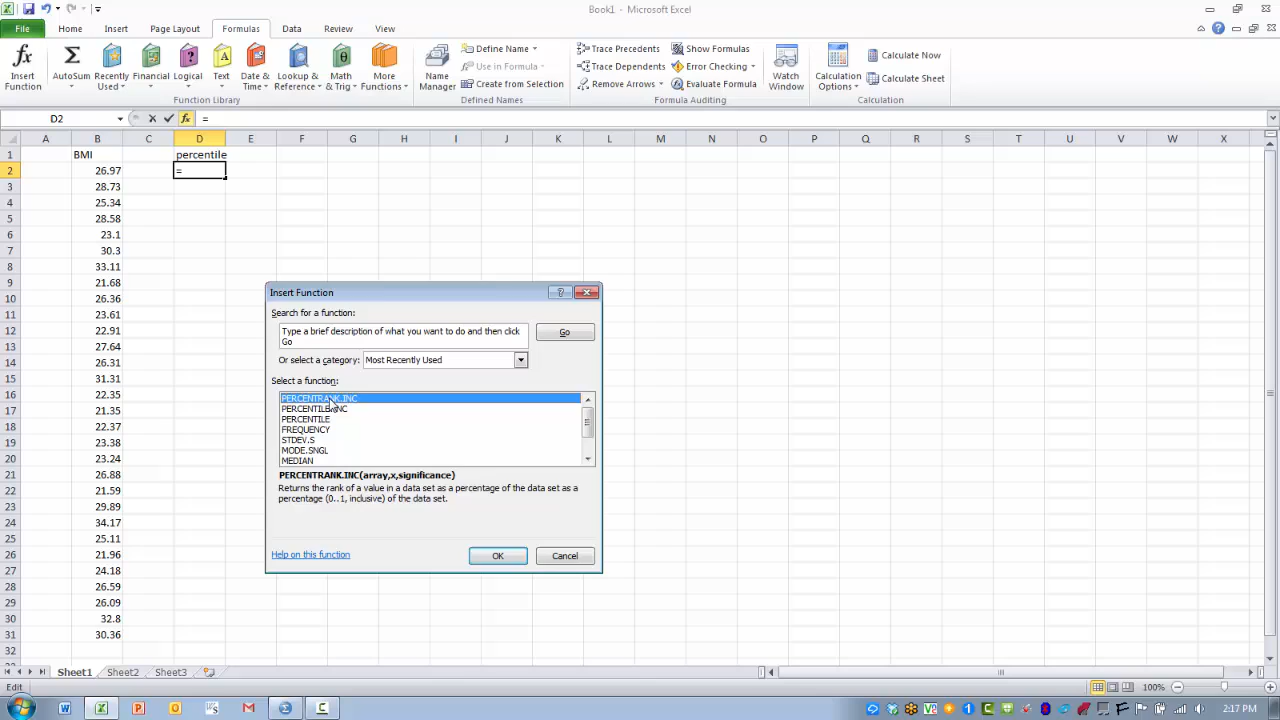 Book1 - Microsoft Excel
File Home Insert Page Layout Formulas Data Review View
Insert Function
AutoSum
Recently Used
Financial
Logical
Text
Date & Time
Lookup & Reference
Math & Trig
More Functions
Function Library
Name Manager
Define Name
Use in Formula
Create from Selection
Defined Names
Trace Precedents
Trace Dependents
Remove Arrows
Show Formulas
Error Checking
Evaluate Formula
Formula Auditing
Watch Window
Calculation Options
Calculate Now
Calculate Sheet
Calculation
D2 fx =
A B C D E F G H I J K L M N O P Q R S T U V W X
1 BMI percentile
2 26.97 =
3 28.73
4 25.34
5 28.58
6 23.1
7 30.3
8 33.11
9 21.68
10 26.36
11 23.61
12 22.91
13 27.64
14 26.31
15 31.31
16 22.35
17 21.35
18 22.37
19 23.38
20 23.24
21 26.88
22 21.59
23 29.89
24 34.17
25 25.11
26 21.96
27 24.18
28 26.59
29 26.09
30 32.8
31 30.36
32
Insert Function
Search for a function:
Type a brief description of what you want to do and then click
Go
Go
Or select a category: Most Recently Used
Select a function:
PERCENTRANK.INC
PERCENTILE.INC
PERCENTILE
FREQUENCY
STDEV.S
MODE.SNGL
MEDIAN
PERCENTRANK.INC(array,x,significance)
Returns the rank of a value in a data set as a percentage of the data set as a
percentage (0..1, inclusive) of the data set.
Help on this function
OK Cancel
Sheet1 Sheet2 Sheet3
Edit 100%
2:17 PM